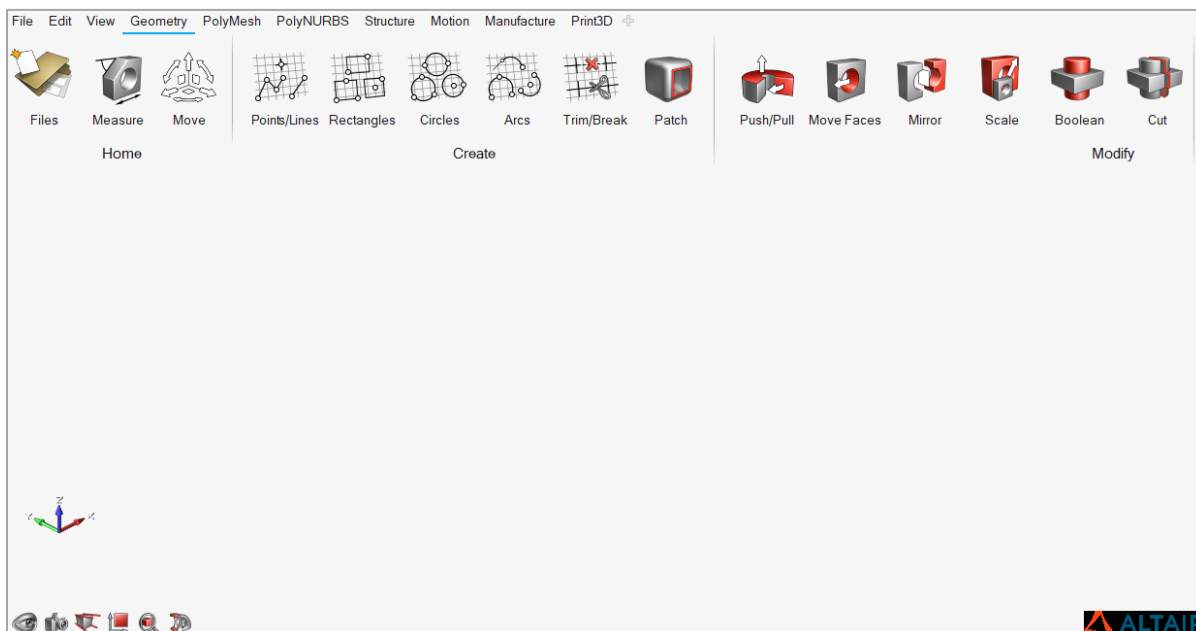 File Edit View Geometry PolyMesh PolyNURBS Structure Motion Manufacture Print3D
Files Measure Move Points/Lines Rectangles Circles Arcs Trim/Break Patch Push/Pull Move Faces Mirror Scale Boolean Cut
Home Create Modify
Z
Y X
ALTAIR